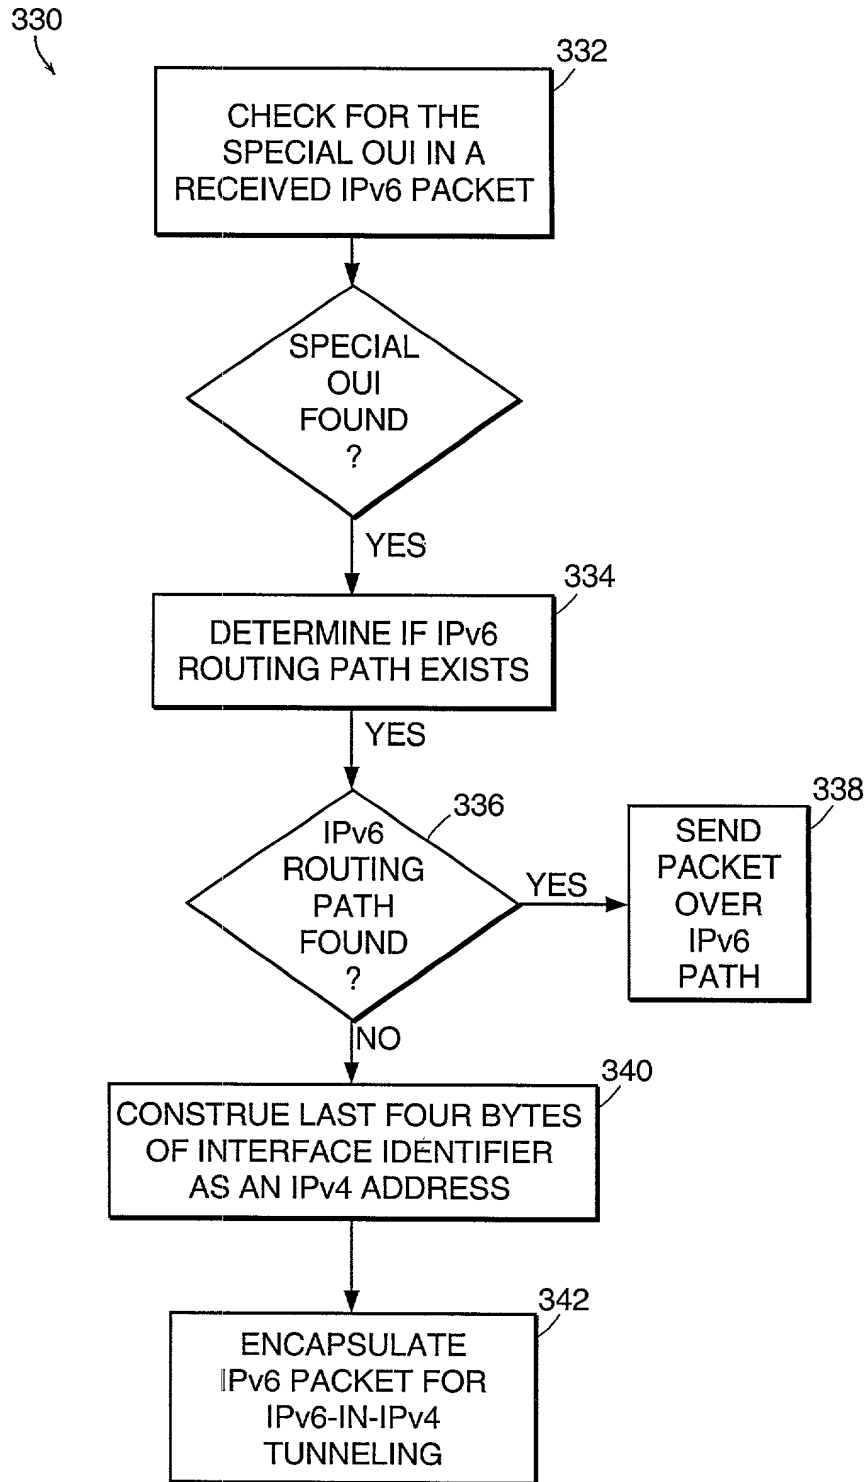 330
332
CHECK FOR THE
SPECIAL OUI IN A
RECEIVED IPv6 PACKET
SPECIAL
OUI
FOUND
?
YES
334
DETERMINE IF IPv6
ROUTING PATH EXISTS
YES
336
IPv6
ROUTING
PATH
FOUND
?
YES
338
SEND
PACKET
OVER
IPv6
PATH
NO
340
CONSTRUE LAST FOUR BYTES
OF INTERFACE IDENTIFIER
AS AN IPv4 ADDRESS
342
ENCAPSULATE
IPv6 PACKET FOR
IPv6-IN-IPv4
TUNNELING